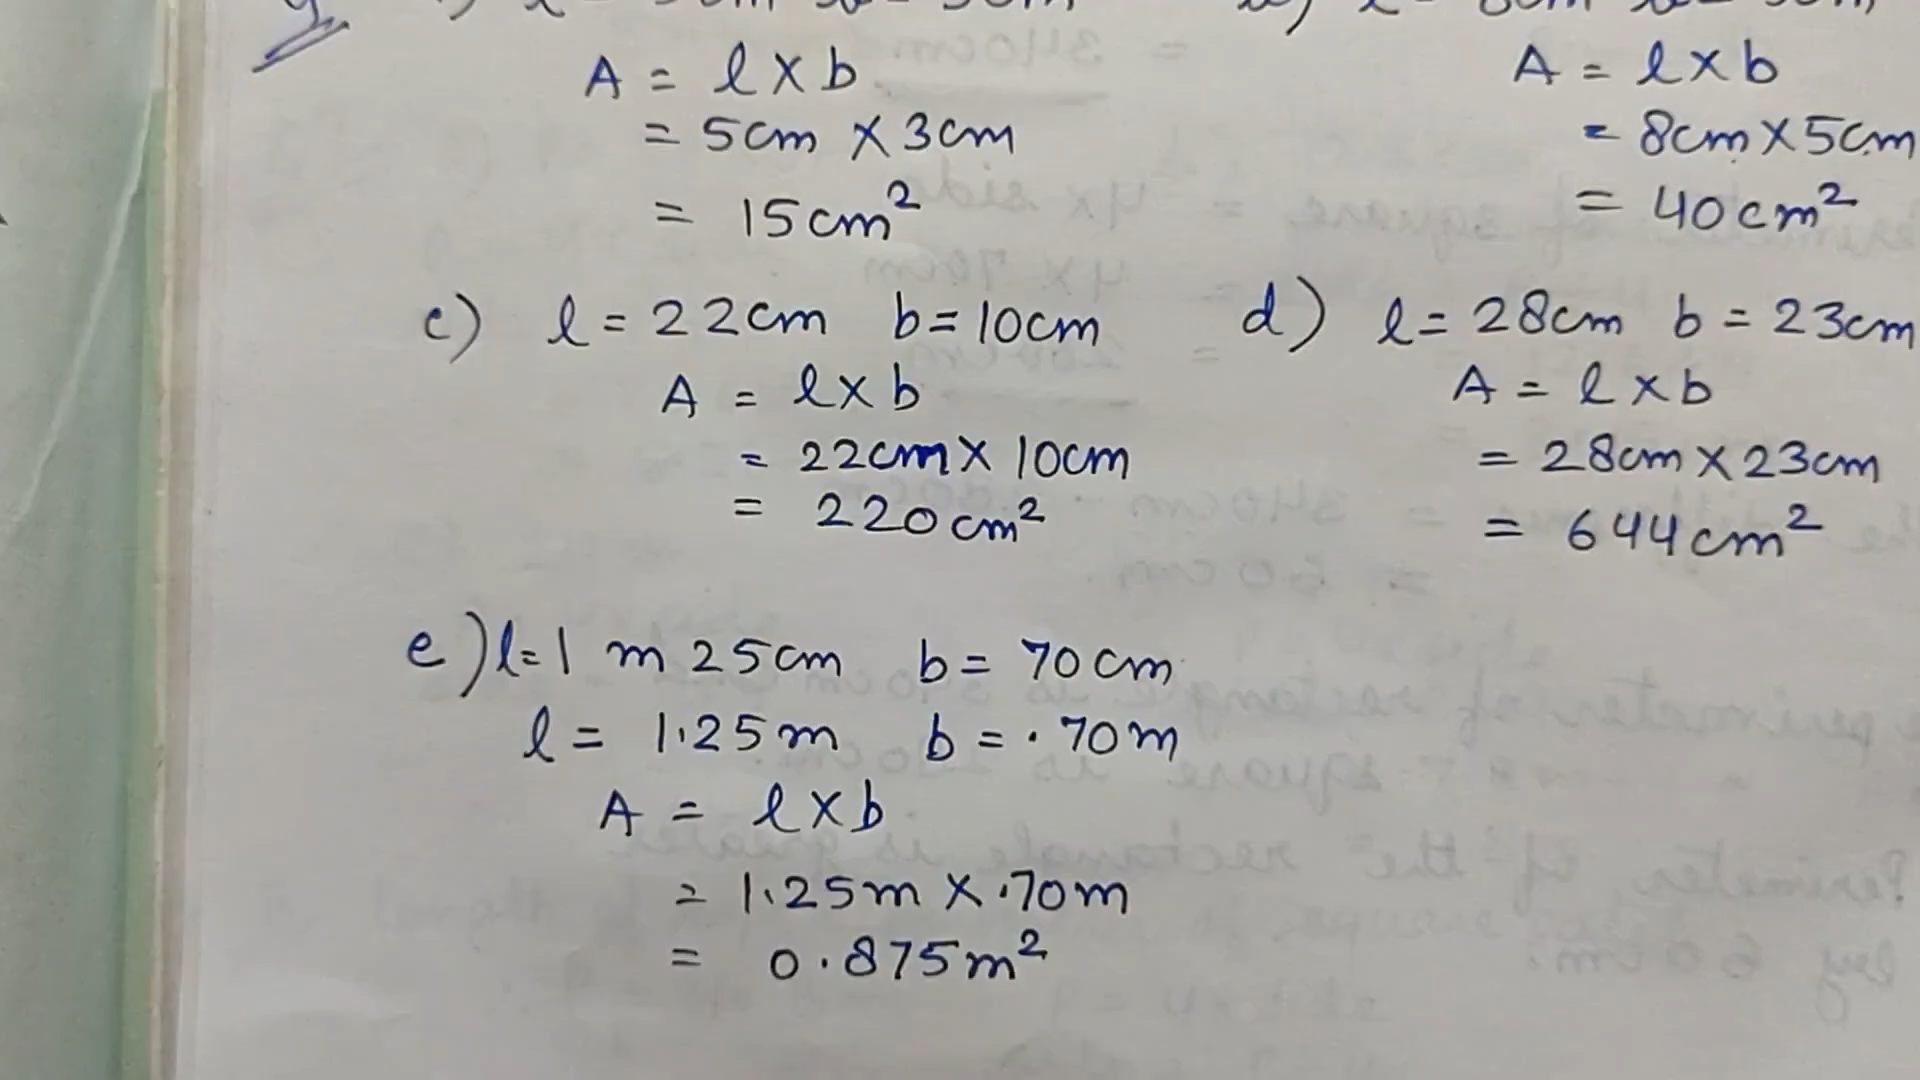 A = l × b
= 5cm × 3cm
= 15cm²
A = l × b
= 8cm × 5cm
= 40cm²
c) l = 22cm b = 10cm
A = l × b
= 22cm × 10cm
= 220cm²
d) l = 28cm b = 23cm
A = l × b
= 28cm × 23cm
= 644cm²
e) l = 1 m 25cm b = 70cm
l = 1.25m b = .70m
A = l × b
= 1.25m × .70m
= 0.875m²